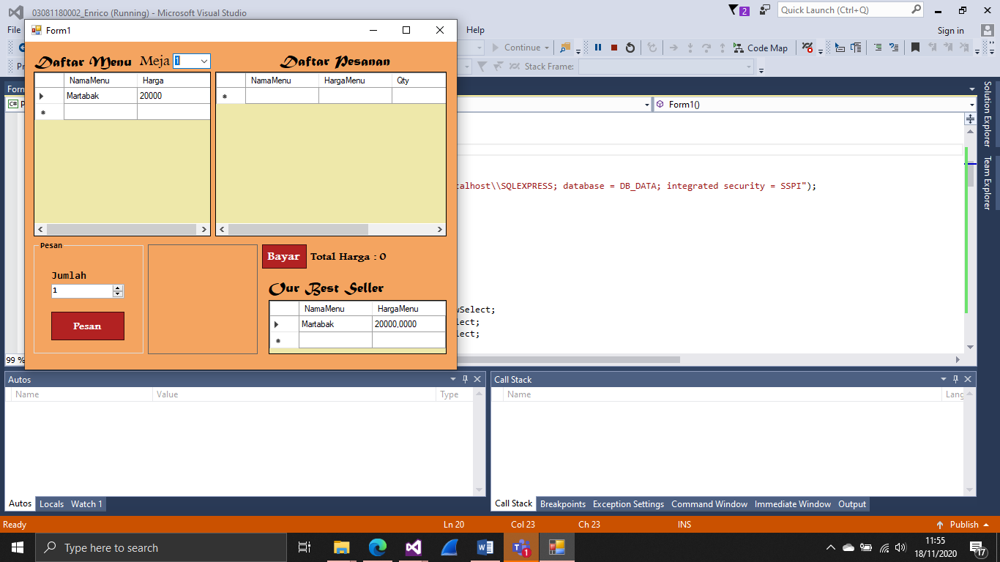 03081180002_Enrico (Running) - Microsoft Visual Studio
2
Quick Launch (Ctrl+Q)
File
Form1
Help
Sign in
Continue
Code Map
Stack Frame:
Daftar Menu
Meja
1
Daftar Pesanan
NamaMenu
Harga
Martabak
20000
NamaMenu
HargaMenu
Qty
C#
Form1()
Solution Explorer
Team Explorer
alhost\\SQLEXPRESS; database = DB_DATA; integrated security = SSPI");
Select;
lect;
lect;
Pesan
Jumlah
1
Pesan
Bayar
Total Harga : 0
Our Best Seller
NamaMenu
HargaMenu
Martabak
20000,0000
99 %
Autos
Name
Value
Type
Call Stack
Name
Lang
Autos
Locals
Watch 1
Call Stack
Breakpoints
Exception Settings
Command Window
Immediate Window
Output
Ready
Ln 20
Col 23
Ch 23
INS
Publish
Type here to search
1
11:55
18/11/2020
17